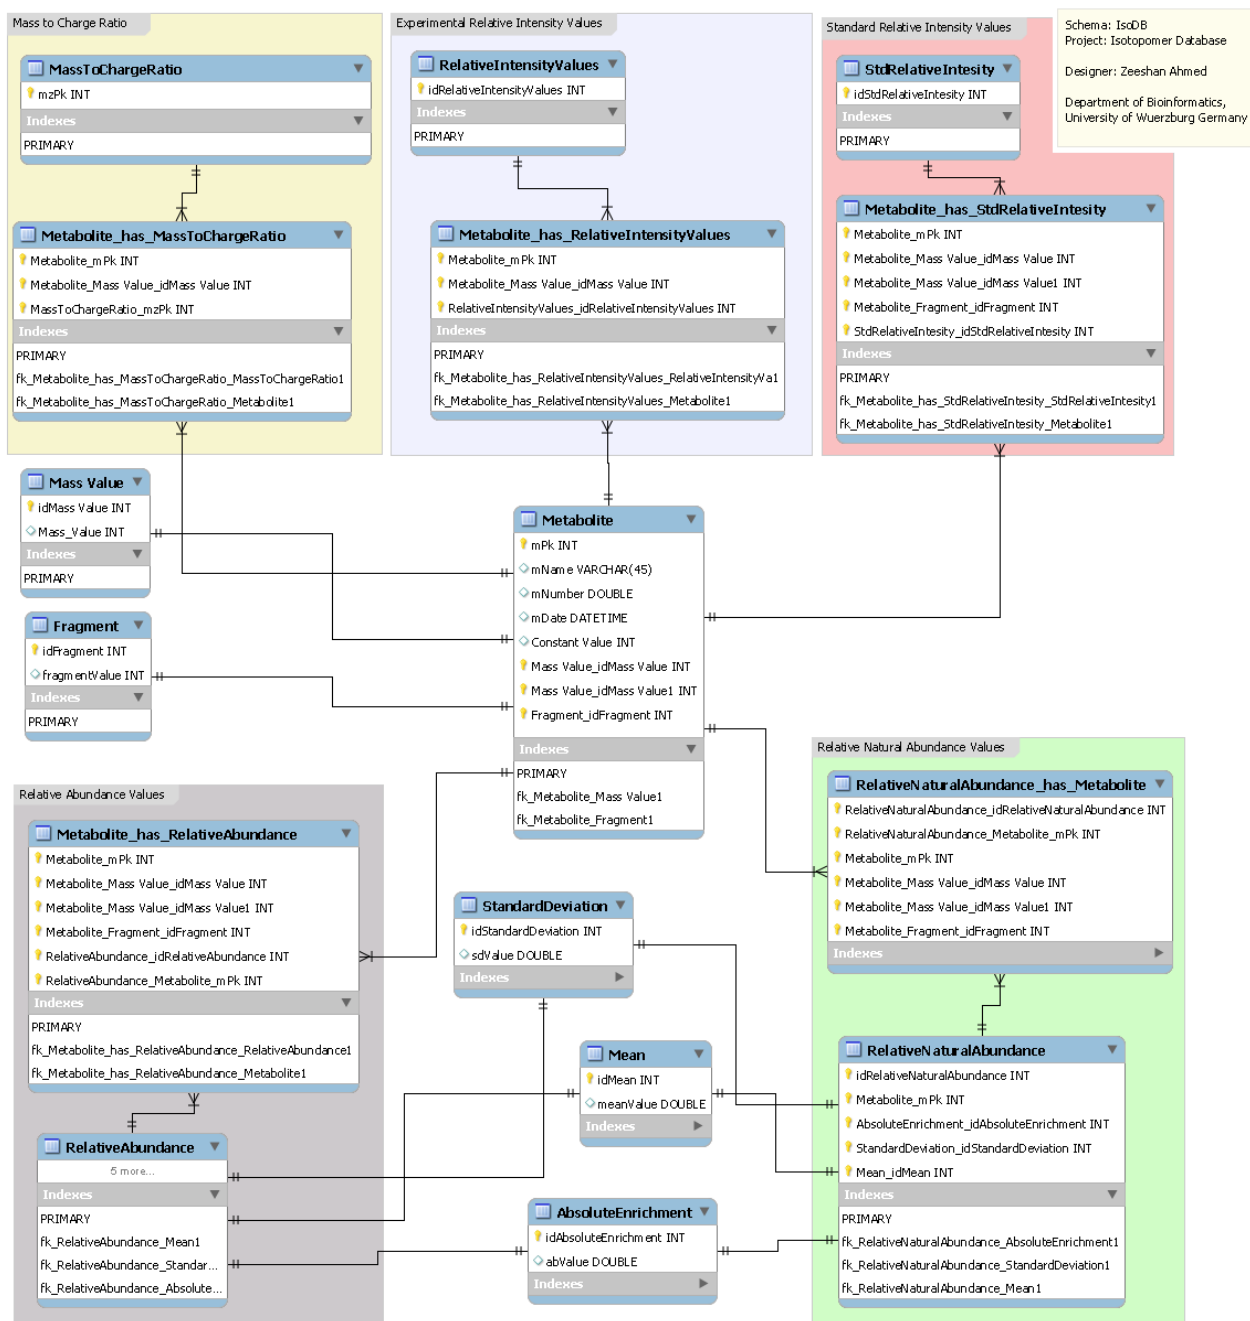 Mass to Charge Ratio
MassToChargeRatio
mzPk INT
Indexes
PRIMARY
Metabolite_has_MassToChargeRatio
Metabolite_mPk INT
Metabolite_Mass Value_idMass Value INT
MassToChargeRatio_mzPk INT
Indexes
PRIMARY
fk_Metabolite_has_MassToChargeRatio_MassToChargeRatio1
fk_Metabolite_has_MassToChargeRatio_Metabolite1
Experimental Relative Intensity Values
RelativeIntensityValues
idRelativeIntensityValues INT
Indexes
PRIMARY
Metabolite_has_RelativeIntensityValues
Metabolite_mPk INT
Metabolite_Mass Value_idMass Value INT
RelativeIntensityValues_idRelativeIntensityValues INT
Indexes
PRIMARY
fk_Metabolite_has_RelativeIntensityValues_RelativeIntensityVa1
fk_Metabolite_has_RelativeIntensityValues_Metabolite1
Standard Relative Intensity Values
StdRelativeIntesity
idStdRelativeIntesity INT
Indexes
PRIMARY
Metabolite_has_StdRelativeIntesity
Metabolite_mPk INT
Metabolite_Mass Value_idMass Value INT
Metabolite_Mass Value_idMass Value1 INT
Metabolite_Fragment_idFragment INT
StdRelativeIntesity_idStdRelativeIntesity INT
Indexes
PRIMARY
fk_Metabolite_has_StdRelativeIntesity_StdRelativeIntesity1
fk_Metabolite_has_StdRelativeIntesity_Metabolite1
Schema: IsoDB
Project: Isotopomer Database
Designer: Zeeshan Ahmed
Department of Bioinformatics,
University of Wuerzburg Germany
Mass Value
idMass Value INT
Mass_Value INT
Indexes
PRIMARY
Fragment
idFragment INT
fragmentValue INT
Indexes
PRIMARY
Metabolite
mPk INT
mName VARCHAR(45)
mNumber DOUBLE
mDate DATETIME
Constant Value INT
Mass Value_idMass Value INT
Mass Value_idMass Value1 INT
Fragment_idFragment INT
Indexes
PRIMARY
fk_Metabolite_Mass Value1
fk_Metabolite_Fragment1
Relative Abundance Values
Metabolite_has_RelativeAbundance
Metabolite_mPk INT
Metabolite_Mass Value_idMass Value INT
Metabolite_Mass Value_idMass Value1 INT
Metabolite_Fragment_idFragment INT
RelativeAbundance_idRelativeAbundance INT
RelativeAbundance_Metabolite_mPk INT
Indexes
PRIMARY
fk_Metabolite_has_RelativeAbundance_RelativeAbundance1
fk_Metabolite_has_RelativeAbundance_Metabolite1
RelativeAbundance
5 more...
Indexes
PRIMARY
fk_RelativeAbundance_Mean1
fk_RelativeAbundance_Standar...
fk_RelativeAbundance_Absolute...
StandardDeviation
idStandardDeviation INT
sdValue DOUBLE
Indexes
Mean
idMean INT
meanValue DOUBLE
Indexes
AbsoluteEnrichment
idAbsoluteEnrichment INT
abValue DOUBLE
Indexes
Relative Natural Abundance Values
RelativeNaturalAbundance_has_Metabolite
RelativeNaturalAbundance_idRelativeNaturalAbundance INT
RelativeNaturalAbundance_Metabolite_mPk INT
Metabolite_mPk INT
Metabolite_Mass Value_idMass Value INT
Metabolite_Mass Value_idMass Value1 INT
Metabolite_Fragment_idFragment INT
Indexes
RelativeNaturalAbundance
idRelativeNaturalAbundance INT
Metabolite_mPk INT
AbsoluteEnrichment_idAbsoluteEnrichment INT
StandardDeviation_idStandardDeviation INT
Mean_idMean INT
Indexes
PRIMARY
fk_RelativeNaturalAbundance_AbsoluteEnrichment1
fk_RelativeNaturalAbundance_StandardDeviation1
fk_RelativeNaturalAbundance_Mean1